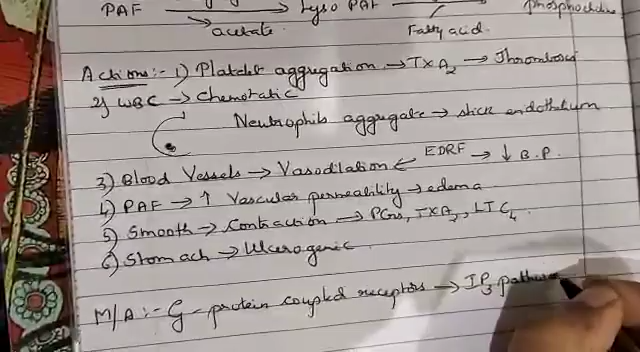 PAF → Lyso PAF →
acetate. Fatty acid. phosphocholine
Actions:- 1) Platelet aggregation → TXA2 → Thrombosis
2) WBC → Chemotatic
Neutrophils aggregate → stick endothelium
3) Blood Vessels → Vasodilation ← EDRF → ↓ B.P.
4) PAF → ↑ Vascular permeability → edema
5) Smooth → Contraction → PGns, TXA2, LTC4.
6) Stomach → Ulcerogenic.
M/A:- G-protein coupled receptors → IP3 pathway